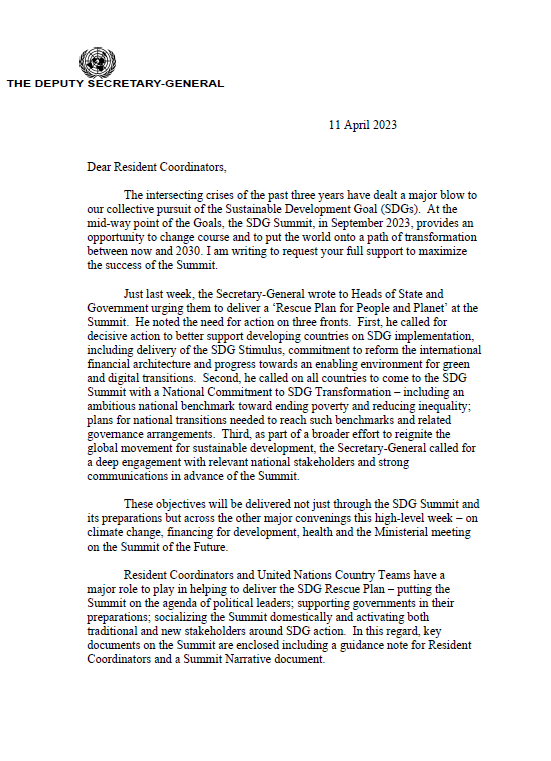 THE DEPUTY SECRETARY-GENERAL
11 April 2023
Dear Resident Coordinators,
The intersecting crises of the past three years have dealt a major blow to
our collective pursuit of the Sustainable Development Goal (SDGs).  At the
mid-way point of the Goals, the SDG Summit, in September 2023, provides an
opportunity to change course and to put the world onto a path of transformation
between now and 2030. I am writing to request your full support to maximize
the success of the Summit.
Just last week, the Secretary-General wrote to Heads of State and
Government urging them to deliver a ‘Rescue Plan for People and Planet’ at the
Summit.  He noted the need for action on three fronts.  First, he called for
decisive action to better support developing countries on SDG implementation,
including delivery of the SDG Stimulus, commitment to reform the international
financial architecture and progress towards an enabling environment for green
and digital transitions.  Second, he called on all countries to come to the SDG
Summit with a National Commitment to SDG Transformation – including an
ambitious national benchmark toward ending poverty and reducing inequality;
plans for national transitions needed to reach such benchmarks and related
governance arrangements.  Third, as part of a broader effort to reignite the
global movement for sustainable development, the Secretary-General called for
a deep engagement with relevant national stakeholders and strong
communications in advance of the Summit.
These objectives will be delivered not just through the SDG Summit and
its preparations but across the other major convenings this high-level week – on
climate change, financing for development, health and the Ministerial meeting
on the Summit of the Future.
Resident Coordinators and United Nations Country Teams have a
major role to play in helping to deliver the SDG Rescue Plan – putting the
Summit on the agenda of political leaders; supporting governments in their
preparations; socializing the Summit domestically and activating both
traditional and new stakeholders around SDG action.  In this regard, key
documents on the Summit are enclosed including a guidance note for Resident
Coordinators and a Summit Narrative document.